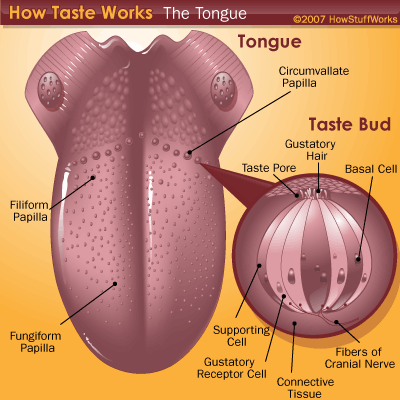 How Taste Works The Tongue
©2007 HowStuffWorks
Tongue
Circumvallate
Papilla
Taste Bud
Gustatory
Hair
Taste Pore
Basal Cell
Filiform
Papilla
Fungiform
Papilla
Supporting
Cell
Gustatory
Receptor Cell
Connective
Tissue
Fibers of
Cranial Nerve